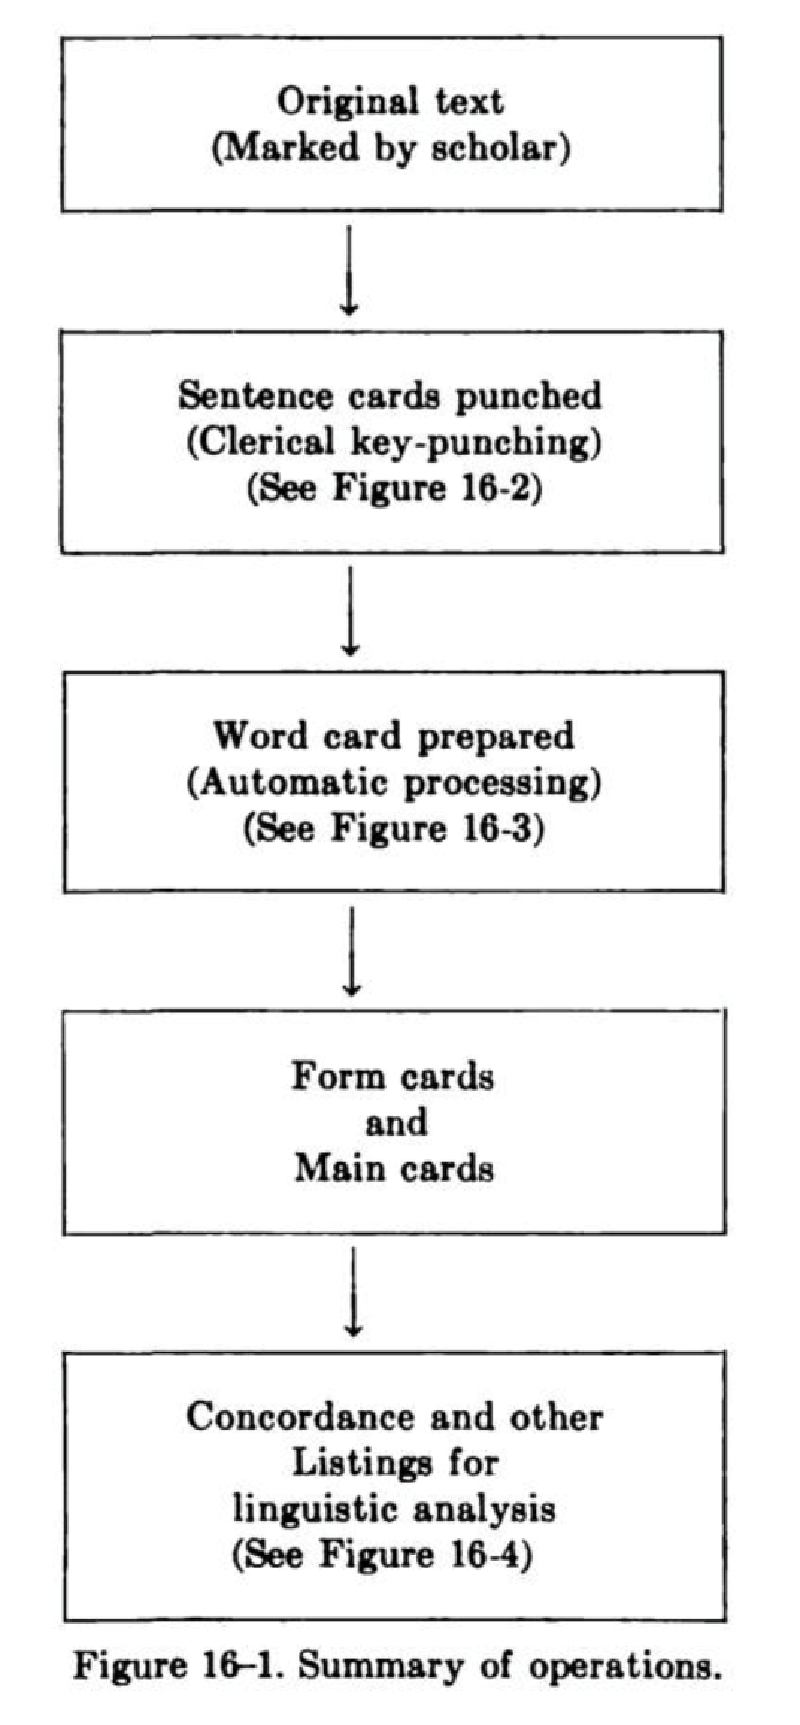 Original text
(Marked by scholar)
Sentence cards punched
(Clerical key-punching)
(See Figure 16-2)
Word card prepared
(Automatic processing)
(See Figure 16-3)
Form cards
and
Main cards
Concordance and other
Listings for
linguistic analysis
(See Figure 16-4)
Figure 16-1. Summary of operations.